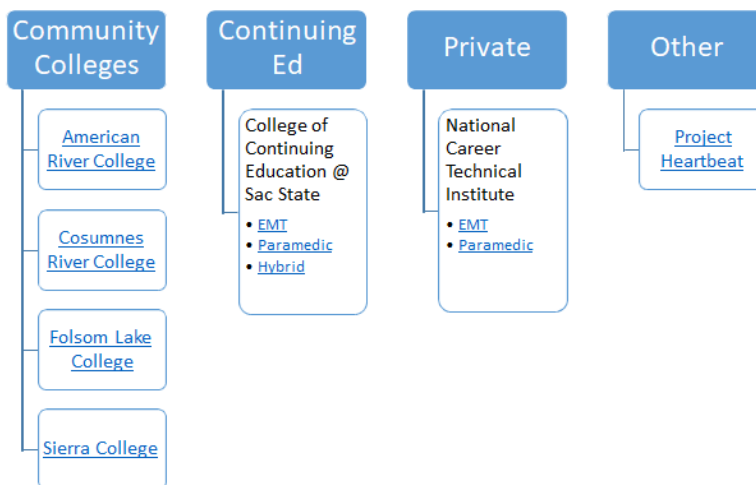 Community
Colleges
American
River College
Cosumnes
River College
Folsom Lake
College
Sierra College
Continuing
Ed
College of
Continuing
Education @
Sac State
• EMT
• Paramedic
• Hybrid
Private
National
Career
Technical
Institute
• EMT
• Paramedic
Other
Project
Heartbeat